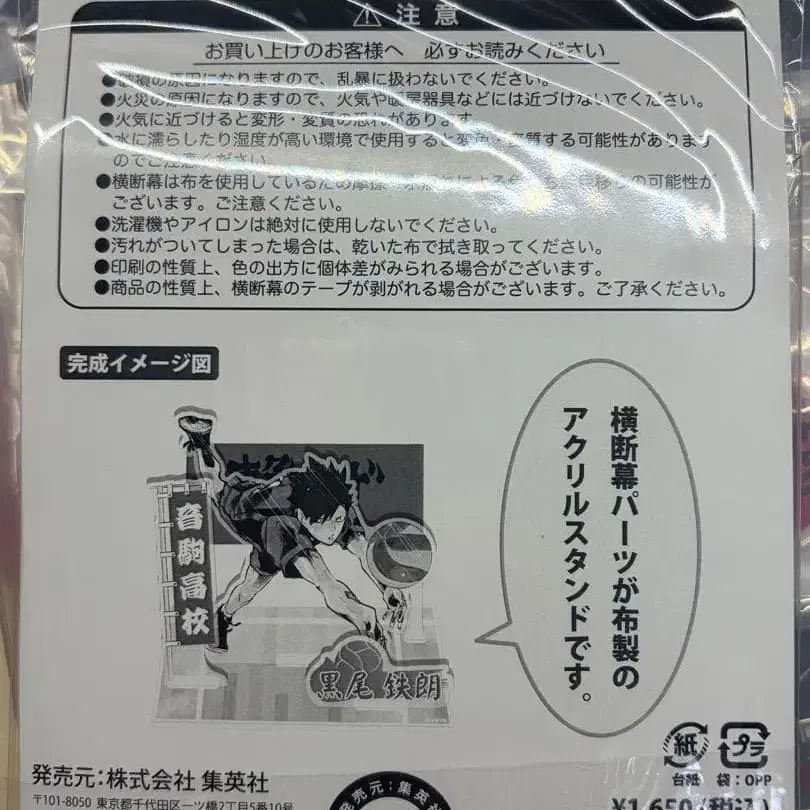 ⚠ 注意
お買い上げのお客様へ 必ずお読みください
●破損の原因になりますので、乱暴に扱わないでください。
●火災の原因になりますので、火気や暖房器具などには近づけないでください。
●火気に近づけると変形・変質の恐れがあります。
●水に濡らしたり湿度が高い環境で使用すると変色・変質する可能性があります
のでご注意ください。
●横断幕は布を使用しているため摩擦 の可能性が
ございます。ご注意ください。
●洗濯機やアイロンは絶対に使用しないでください。
●汚れがついてしまった場合は、乾いた布で拭き取ってください。
●印刷の性質上、色の出方に個体差がみられる場合がございます。
●商品の性質上、横断幕のテープが剥がれる場合がございます。ご了承ください。
完成イメージ図
横断幕パーツが布製の
アクリルスタンドです。
音駒高校
黒尾 鉄朗
紙
台紙
プラ
袋:OPP
発売元:株式会社 集英社
〒101-8050 東京都千代田区一ツ橋2丁目5番10号
発売元:集英社
¥1,650(税込)